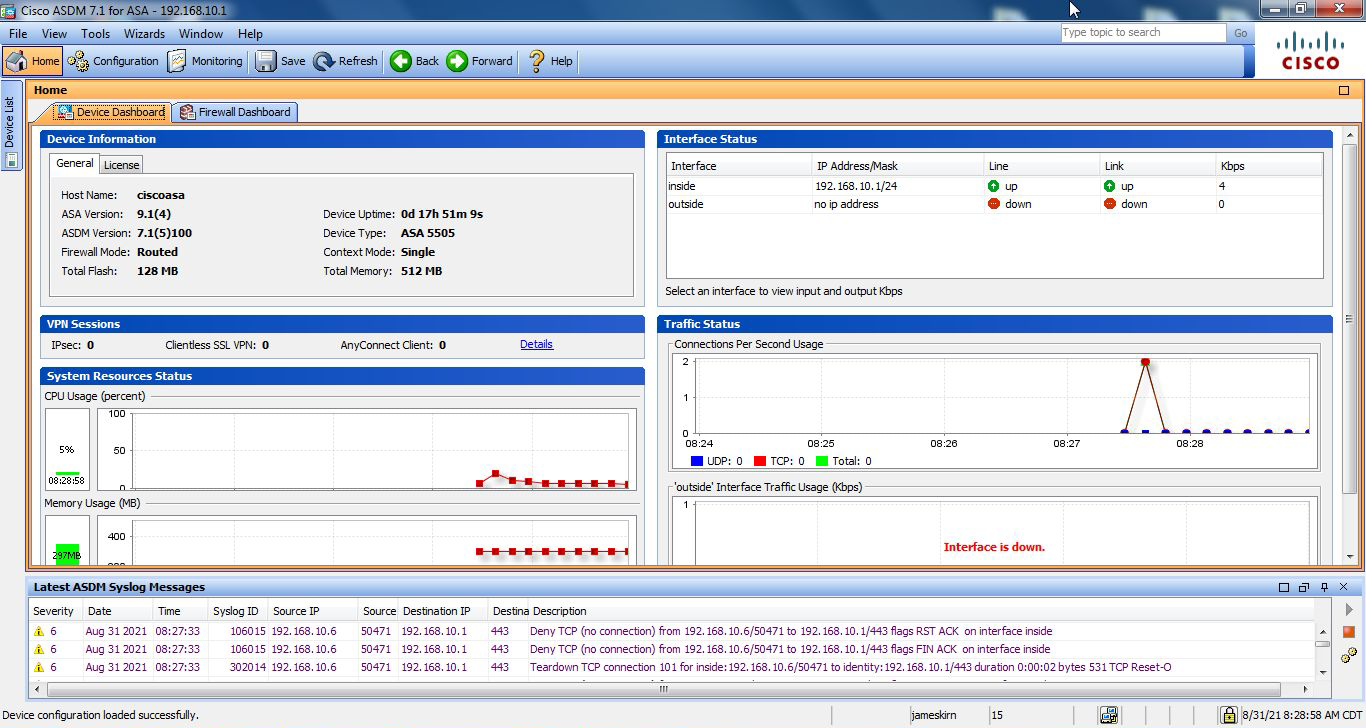 Cisco ASDM 7.1 for ASA - 192.168.10.1
File View Tools Wizards Window Help
Type topic to search Go
Home Configuration Monitoring Save Refresh Back Forward Help
CISCO
Device List
Home
Device Dashboard Firewall Dashboard
Device Information
General License
Host Name: ciscoasa
ASA Version: 9.1(4) Device Uptime: 0d 17h 51m 9s
ASDM Version: 7.1(5)100 Device Type: ASA 5505
Firewall Mode: Routed Context Mode: Single
Total Flash: 128 MB Total Memory: 512 MB
Interface Status
Interface IP Address/Mask Line Link Kbps
inside 192.168.10.1/24 up up 4
outside no ip address down down 0
Select an interface to view input and output Kbps
VPN Sessions
IPsec: 0 Clientless SSL VPN: 0 AnyConnect Client: 0 Details
System Resources Status
CPU Usage (percent)
100
50
0
5%
08:28:58
Memory Usage (MB)
400
297MB
Traffic Status
Connections Per Second Usage
2
1
0
08:24 08:25 08:26 08:27 08:28
UDP: 0 TCP: 0 Total: 0
'outside' Interface Traffic Usage (Kbps)
1
Interface is down.
Latest ASDM Syslog Messages
Severity Date Time Syslog ID Source IP Source Destination IP Destina Description
6 Aug 31 2021 08:27:33 106015 192.168.10.6 50471 192.168.10.1 443 Deny TCP (no connection) from 192.168.10.6/50471 to 192.168.10.1/443 flags RST ACK on interface inside
6 Aug 31 2021 08:27:33 106015 192.168.10.6 50471 192.168.10.1 443 Deny TCP (no connection) from 192.168.10.6/50471 to 192.168.10.1/443 flags FIN ACK on interface inside
6 Aug 31 2021 08:27:33 302014 192.168.10.6 50471 192.168.10.1 443 Teardown TCP connection 101 for inside:192.168.10.6/50471 to identity:192.168.10.1/443 duration 0:00:02 bytes 531 TCP Reset-O
Device configuration loaded successfully. jameskirn 15 8/31/21 8:28:58 AM CDT